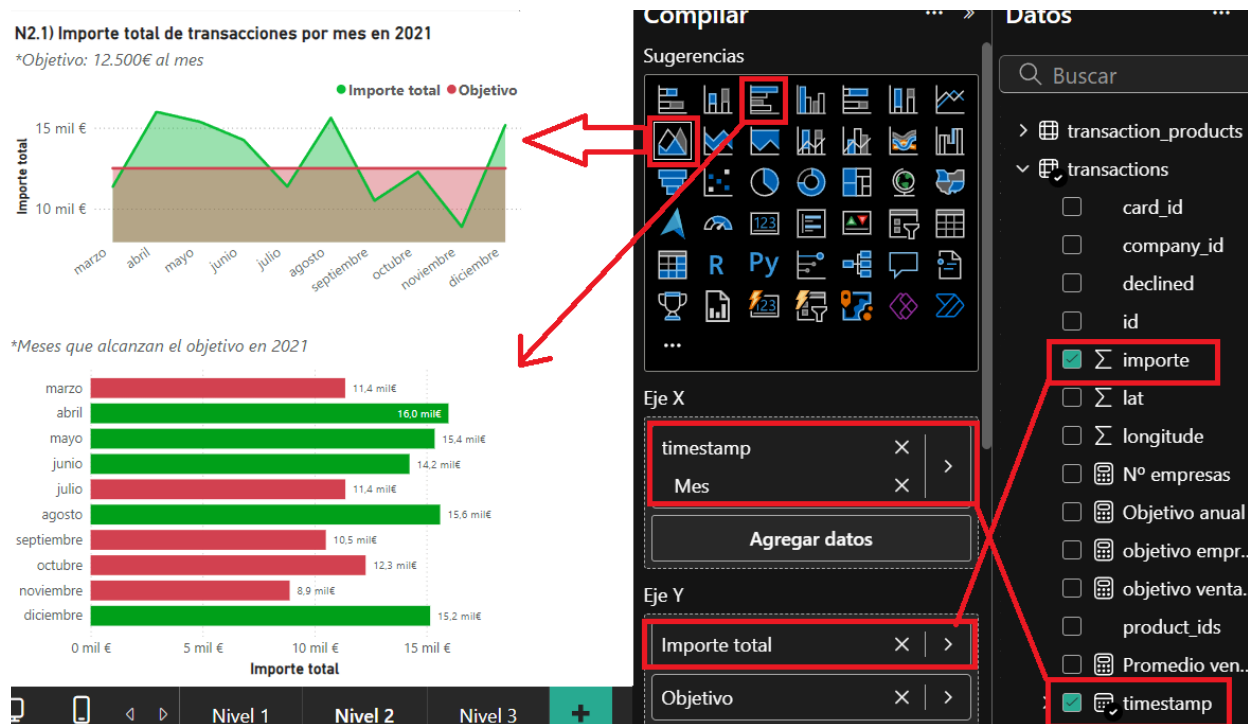 N2.1) Importe total de transacciones por mes en 2021
*Objetivo: 12.500€ al mes
Importe total Objetivo
15 mil €
10 mil €
Importe total
marzo
abril
mayo
junio
julio
agosto
septiembre
octubre
noviembre
diciembre
*Meses que alcanzan el objetivo en 2021
marzo 11,4 mil€
abril 16,0 mil€
mayo 15,4 mil€
junio 14,2 mil€
julio 11,4 mil€
agosto 15,6 mil€
septiembre 10,5 mil€
octubre 12,3 mil€
noviembre 8,9 mil€
diciembre 15,2 mil€
0 mil € 5 mil € 10 mil € 15 mil €
Importe total
Nivel 1 Nivel 2 Nivel 3 +
Compilar ... »
Sugerencias
123
R Py
123
...
Eje X
timestamp
Mes
Agregar datos
Eje Y
Importe total
Objetivo
Datos ...
Buscar
transaction_products
transactions
card_id
company_id
declined
id
importe
lat
longitude
Nº empresas
Objetivo anual
objetivo empr...
objetivo venta...
product_ids
Promedio ven...
timestamp